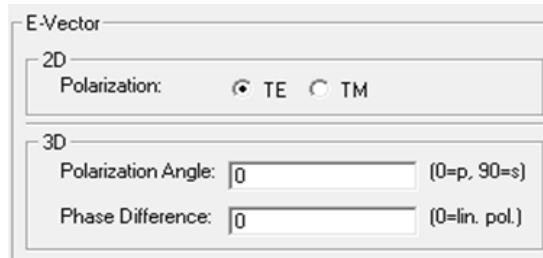 E-Vector
2D
Polarization: TE TM
3D
Polarization Angle: 0 (0=p, 90=s)
Phase Difference: 0 (0=lin. pol.)